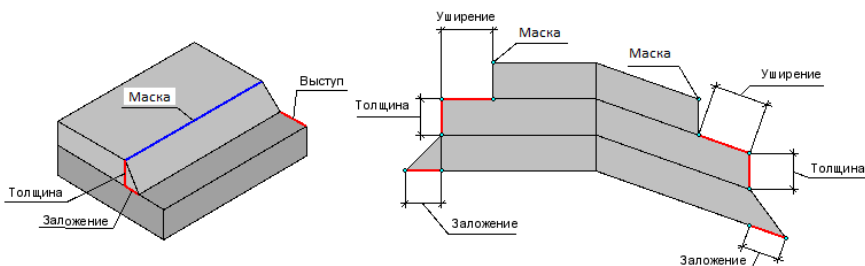 Уширение
Маска
Маска
Уширение
Выступ
Маска
Толщина
Толщина
Толщина
Заложение
Заложение
Заложение